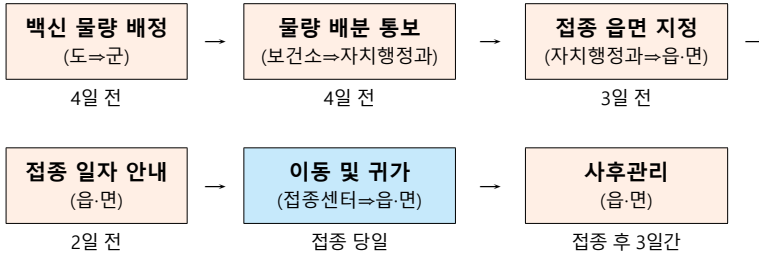 백신 물량 배정 → 물량 배분 통보 → 접종 읍면 지정 →
(도⇒군) (보건소⇒자치행정과) (자치행정과⇒읍·면)
4일 전 4일 전 3일 전
접종 일자 안내 → 이동 및 귀가 → 사후관리
(읍·면) (접종센터⇒읍·면) (읍·면)
2일 전 접종 당일 접종 후 3일간